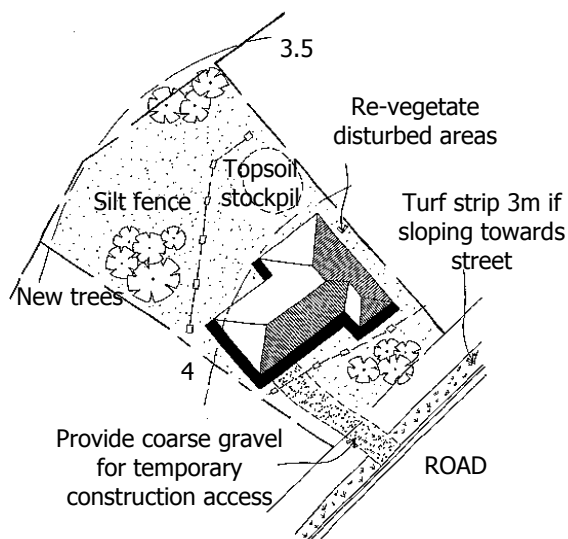 3.5
Re-vegetate
disturbed areas
Topsoil
stockpil
Silt fence
Turf strip 3m if
sloping towards
street
New trees
4
Provide coarse gravel
for temporary
construction access
ROAD